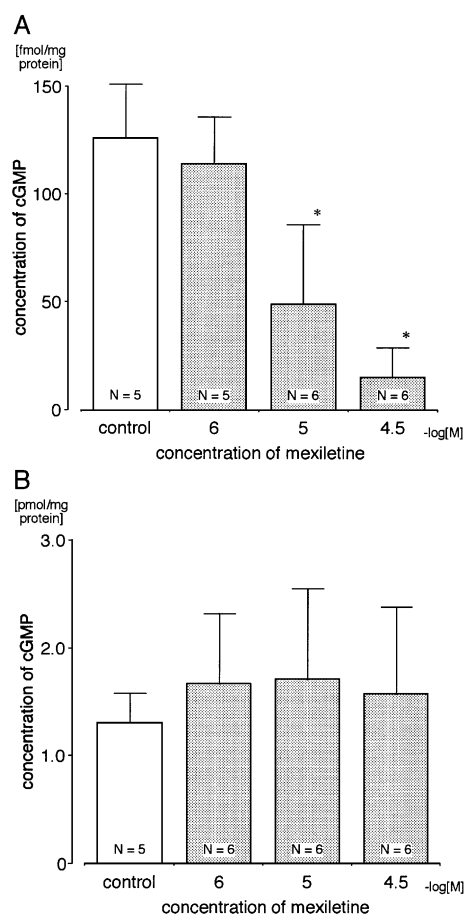 A
[fmol/mg
protein]
150
100
50
0
concentration of cGMP
*
*
N = 5
N = 5
N = 6
N = 6
control
6
5
4.5
-log[M]
concentration of mexiletine
B
[pmol/mg
protein]
3.0
2.0
1.0
0
concentration of cGMP
N = 5
N = 6
N = 6
N = 6
control
6
5
4.5
-log[M]
concentration of mexiletine